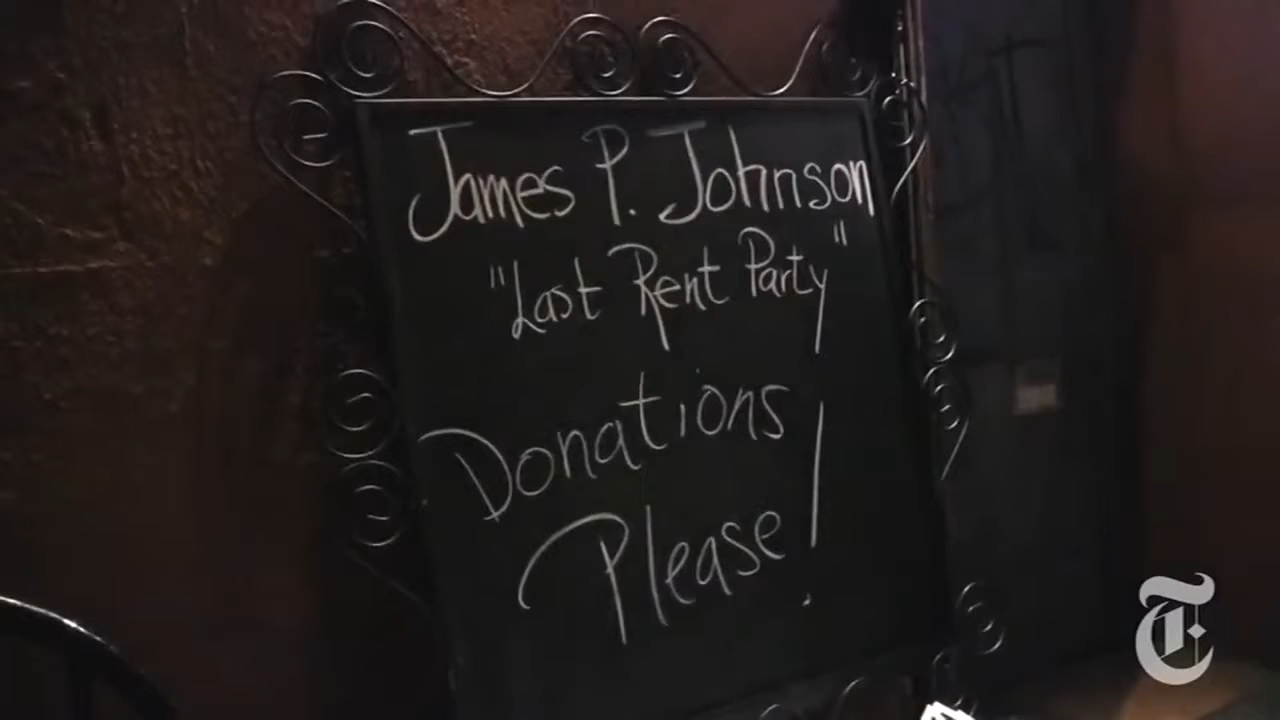 James P. Johnson
"Last Rent Party"
Donations
Please!
T